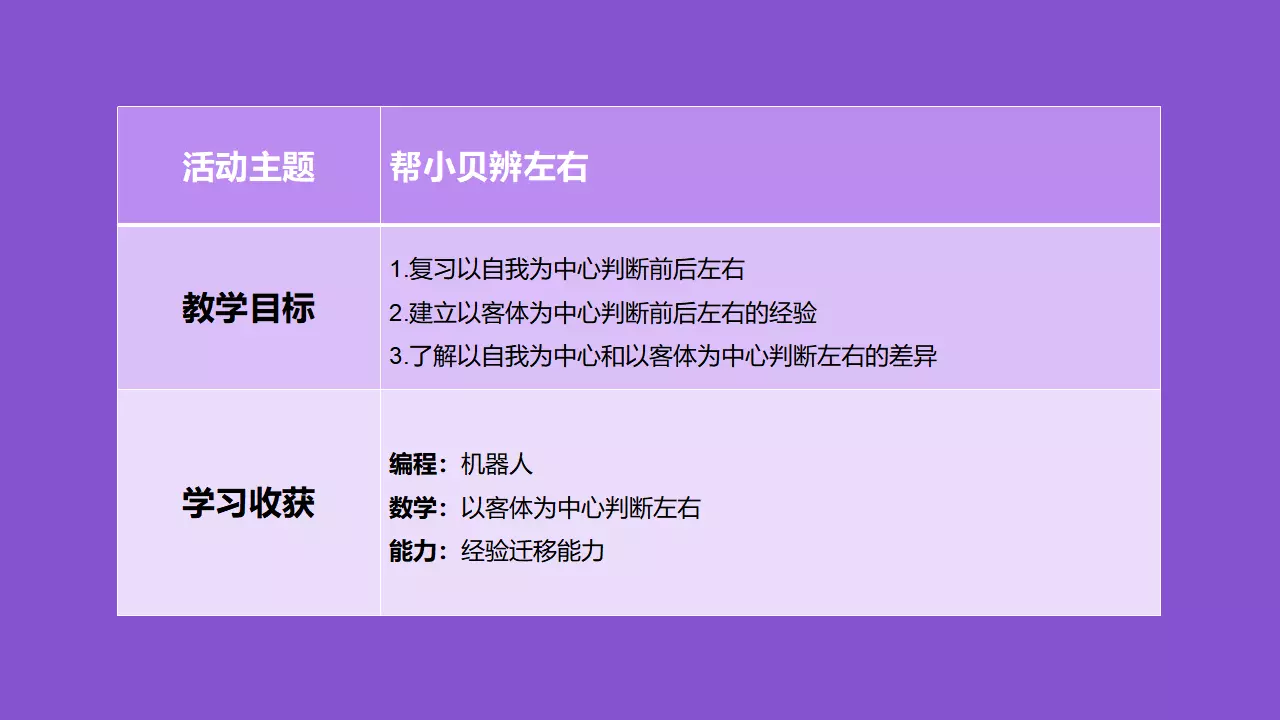 活动主题
帮小贝辨左右
教学目标
1.复习以自我为中心判断前后左右
2.建立以客体为中心判断前后左右的经验
3.了解以自我为中心和以客体为中心判断左右的差异
学习收获
编程：机器人
数学：以客体为中心判断左右
能力：经验迁移能力